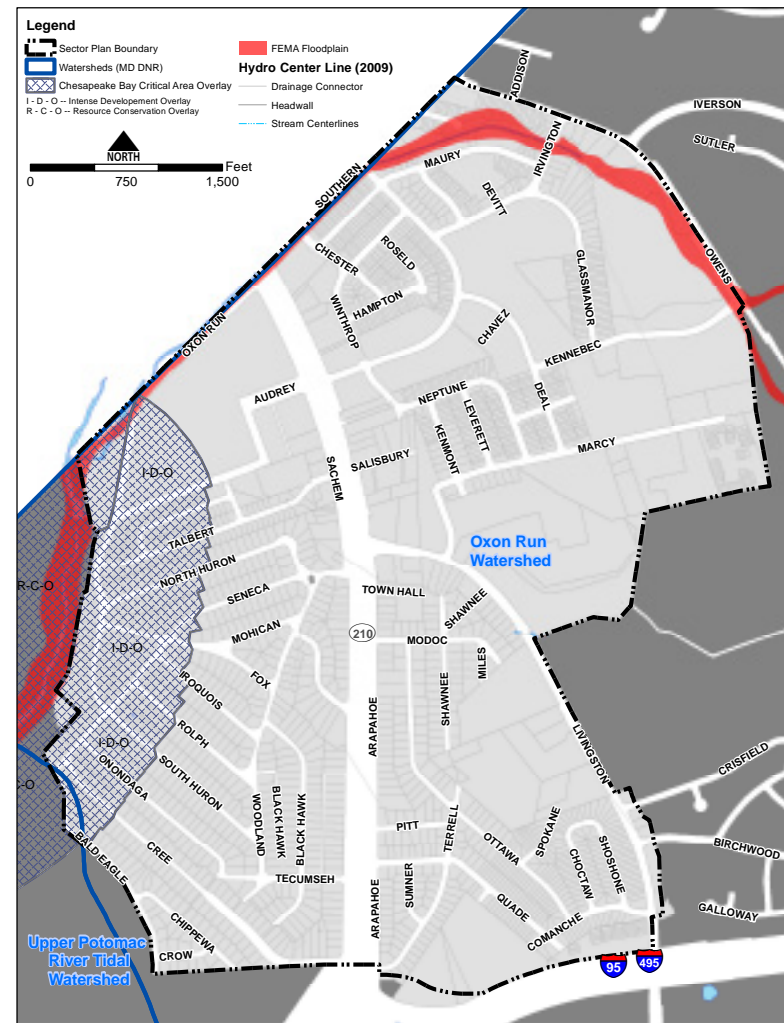 Legend
Sector Plan Boundary
Watersheds (MD DNR)
Chesapeake Bay Critical Area Overlay
I - D - O -- Intense Developement Overlay
R - C - O -- Resource Conservation Overlay
FEMA Floodplain
Hydro Center Line (2009)
Drainage Connector
Headwall
Stream Centerlines
NORTH
Feet
0 750 1,500
ADDISON
IVERSON
SUTLER
IRVINGTON
MAURY
SOUTHERN
DEVITT
ROSELD
CHESTER
OWENS
GLASSMANOR
HAMPTON
WINTHROP
CHAVEZ
OXON RUN
KENNEBEC
AUDREY
NEPTUNE
DEAL
LEVERETT
KENMONT
MARCY
SALISBURY
SACHEM
I-D-O
TALBERT
Oxon Run
Watershed
NORTH HURON
R-C-O
SENECA
TOWN HALL
SHAWNEE
MOHICAN
210
MODOC
I-D-O
MILES
FOX
IROQUOIS
SHAWNEE
ARAPAHOE
ROLPH
LIVINGSTON
I-D-O
ONONDAGA
SOUTH HURON
CRISFIELD
C-O
WOODLAND
BLACK HAWK
BLACK HAWK
PITT
TERRELL
OTTAWA
SPOKANE
BALD EAGLE
CREE
CHOCTAW
SHOSHONE
BIRCHWOOD
TECUMSEH
SUMNER
QUADE
GALLOWAY
CHIPPEWA
ARAPAHOE
COMANCHE
CROW
Upper Potomac
River Tidal
Watershed
95
495